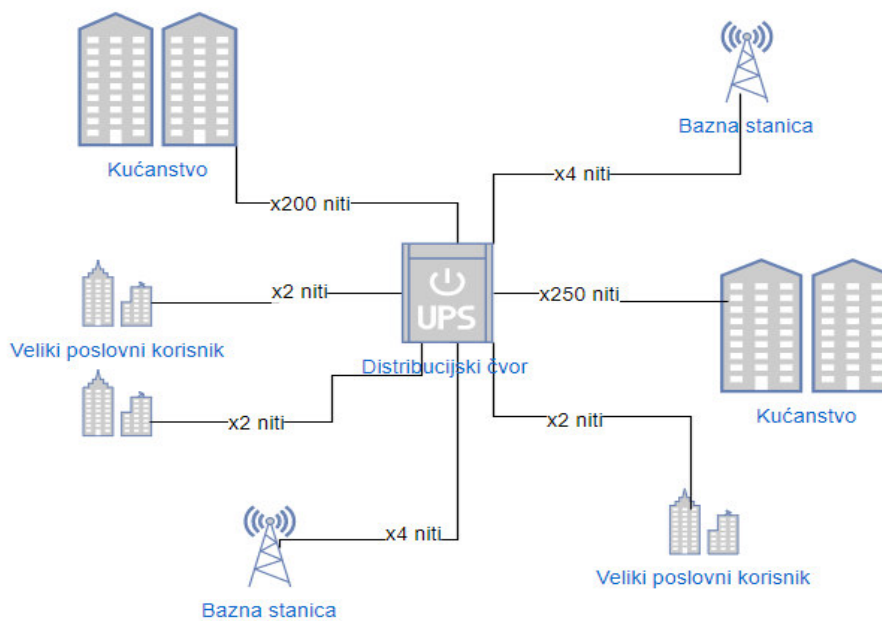 Bazna stanica
Kućanstvo
x4 niti
x200 niti
x2 niti
x250 niti
UPS
Veliki poslovni korisnik
Distribucijski čvor
x2 niti
x2 niti
Kućanstvo
x4 niti
Veliki poslovni korisnik
Bazna stanica